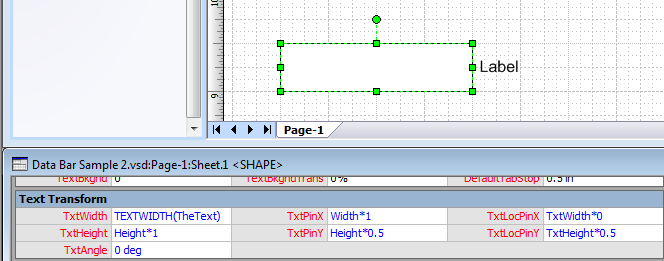 10
Label
9
Page-1
Data Bar Sample 2.vsd:Page-1:Sheet.1 <SHAPE>
TextBkgnd 0 TextBkgndTrans 0% DefaultTabStop 0.5 in
Text Transform
TxtWidth TEXTWIDTH(TheText) TxtPinX Width*1 TxtLocPinX TxtWidth*0
TxtHeight Height*1 TxtPinY Height*0.5 TxtLocPinY TxtHeight*0.5
TxtAngle 0 deg